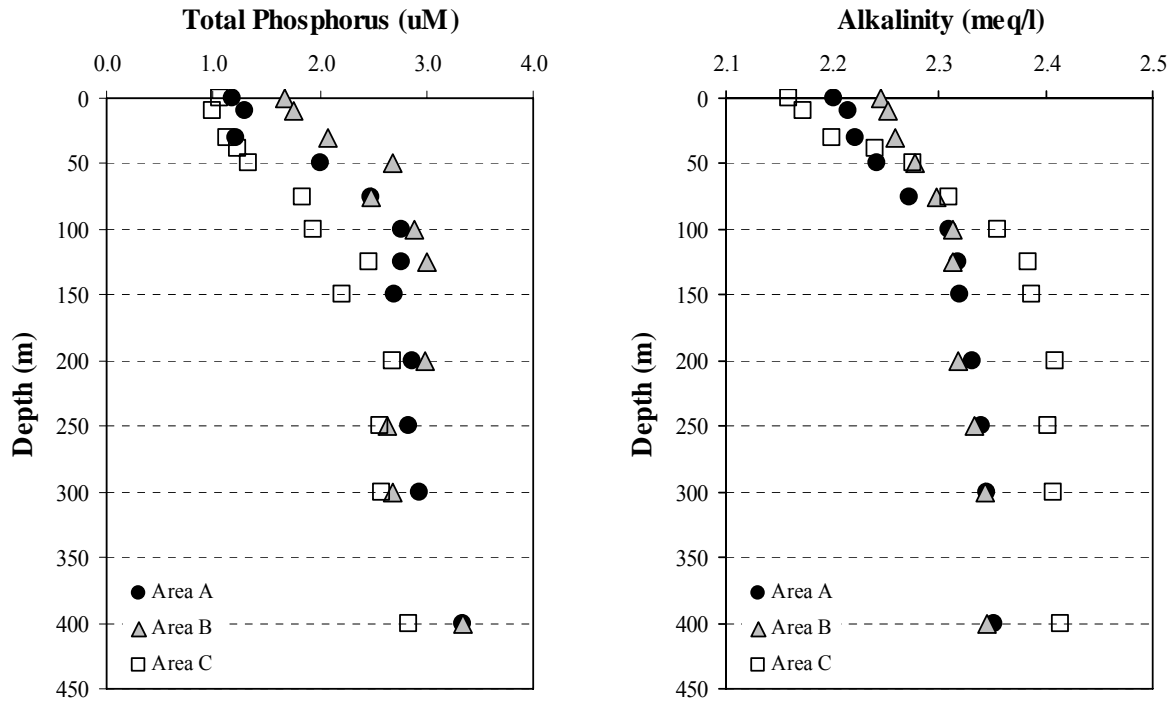 Total Phosphorus (uM)
0.0 1.0 2.0 3.0 4.0
0
50
100
150
200
250
300
350
400
450
Depth (m)
Area A
Area B
Area C
Alkalinity (meq/l)
2.1 2.2 2.3 2.4 2.5
0
50
100
150
200
250
300
350
400
450
Depth (m)
Area A
Area B
Area C